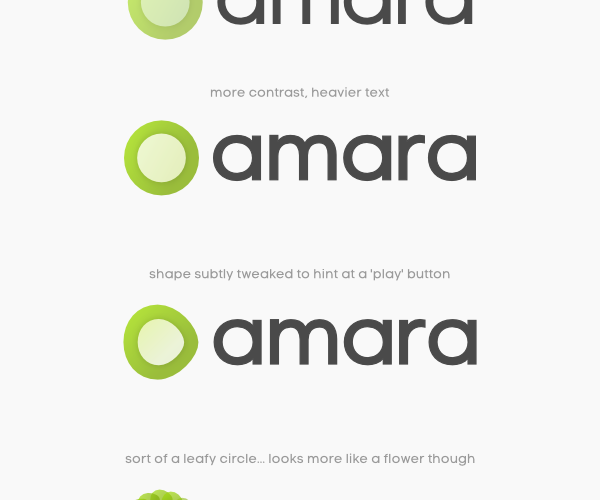 amara
more contrast, heavier text
amara
shape subtly tweaked to hint at a 'play' button
amara
sort of a leafy circle... looks more like a flower though